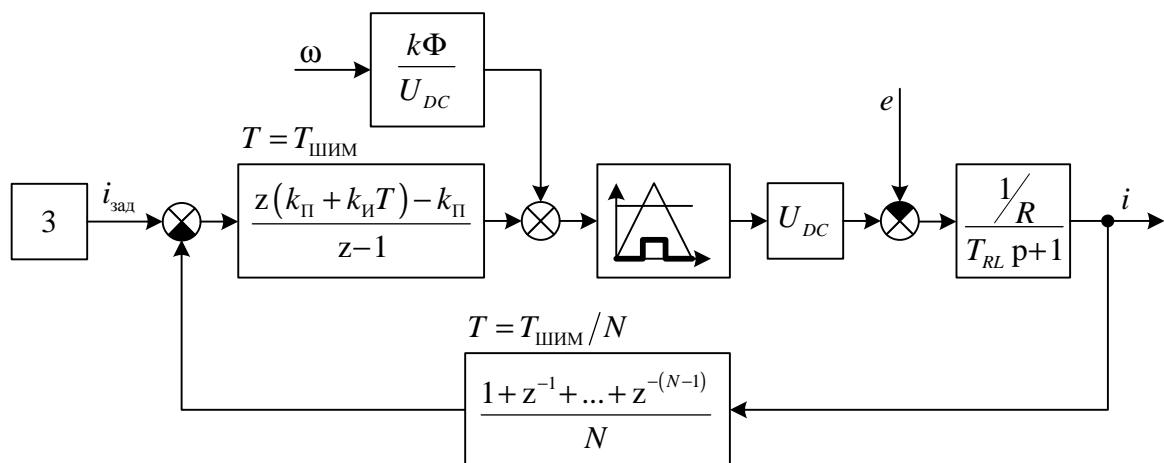 ω
kΦ
U_DC
e
T = T_ШИМ
3
i_зад
z(k_П + k_И T) − k_П
z−1
U_DC
1/R
T_RL p+1
i
T = T_ШИМ/N
1 + z^{-1} + ... + z^{-(N-1)}
N